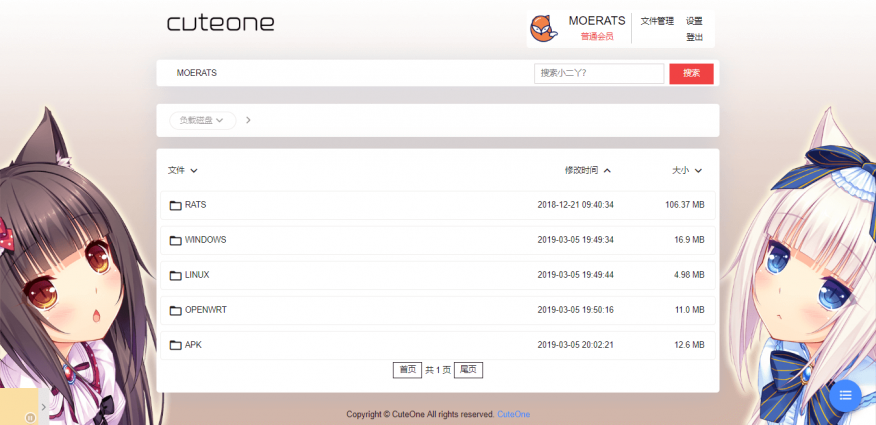 cuteone
MOERATS 文件管理 设置
普通会员 登出
MOERATS 搜索小二丫? 搜索
负载磁盘
文件 修改时间 大小
RATS 2018-12-21 09:40:34 106.37 MB
WINDOWS 2019-03-05 19:49:34 16.9 MB
LINUX 2019-03-05 19:49:44 4.98 MB
OPENWRT 2019-03-05 19:50:16 11.0 MB
APK 2019-03-05 20:02:21 12.6 MB
首页 共 1 页 尾页
Copyright © CuteOne All rights reserved. CuteOne